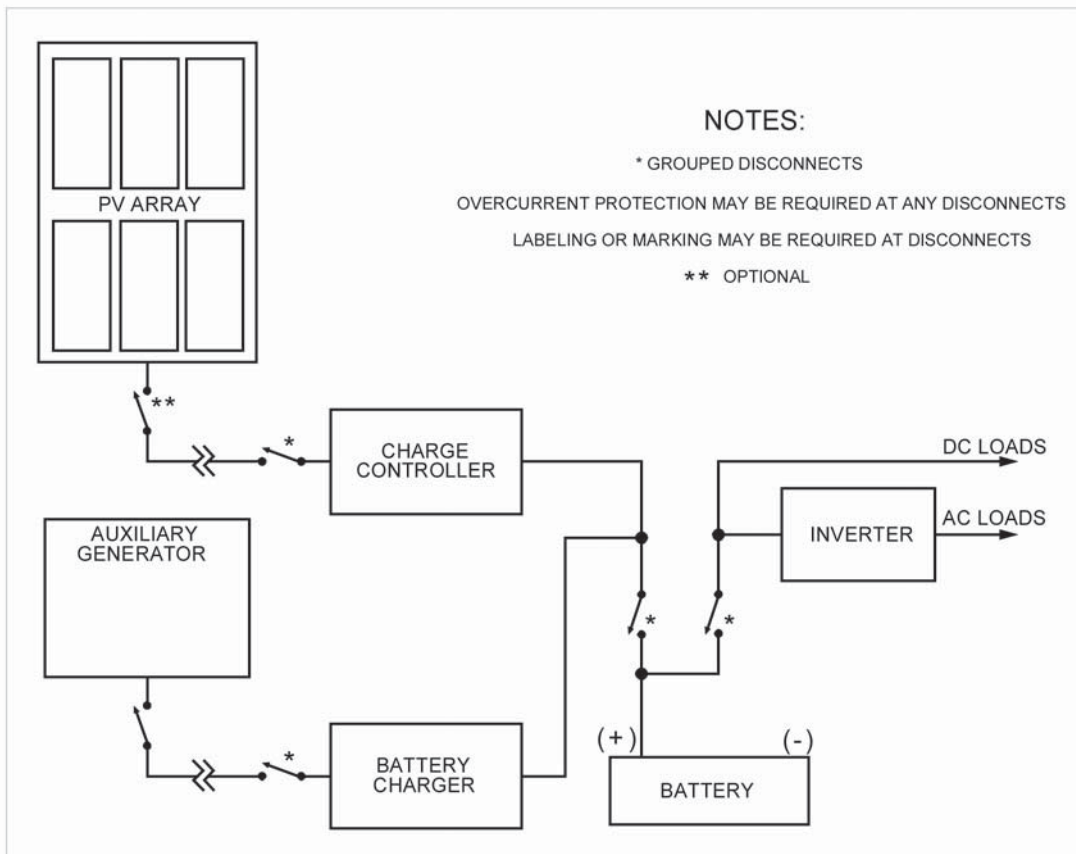 NOTES:
* GROUPED DISCONNECTS
OVERCURRENT PROTECTION MAY BE REQUIRED AT ANY DISCONNECTS
LABELING OR MARKING MAY BE REQUIRED AT DISCONNECTS
** OPTIONAL
PV ARRAY
**
*
CHARGE
CONTROLLER
DC LOADS
AUXILIARY
GENERATOR
INVERTER
AC LOADS
*
*
*
BATTERY
CHARGER
(+)
(-)
BATTERY